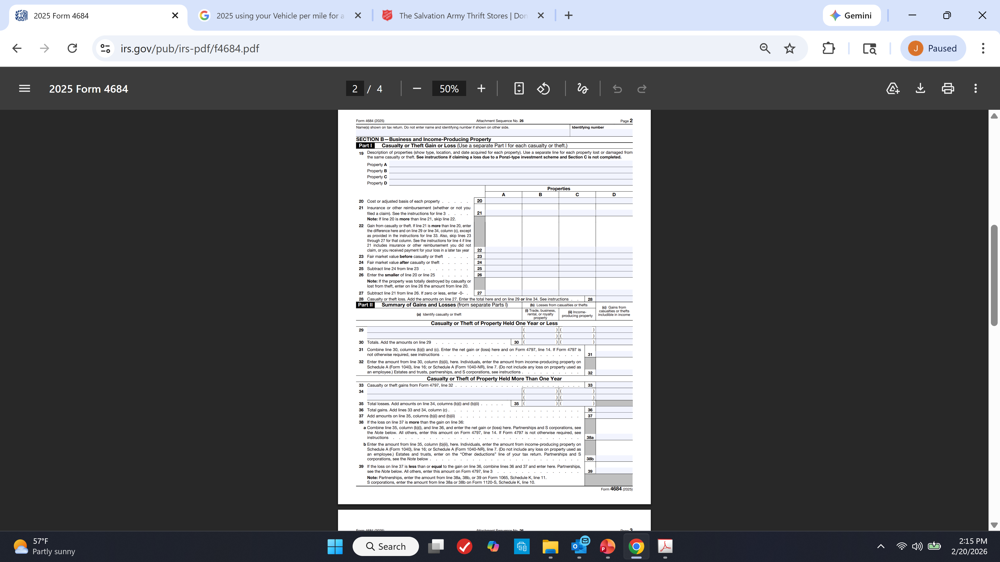 2025 Form 4684
2025 using your Vehicle per mile for a
The Salvation Army Thrift Stores | Don
Gemini
irs.gov/pub/irs-pdf/f4684.pdf
J Paused
2025 Form 4684
2 / 4
50%
Form 4684 (2025) Attachment Sequence No. 26 Page 2
Name(s) shown on tax return. Do not enter name and identifying number if shown on other side. Identifying number
SECTION B—Business and Income-Producing Property
Part I Casualty or Theft Gain or Loss (Use a separate Part I for each casualty or theft.)
19 Description of properties (show type, location, and date acquired for each property). Use a separate line for each property lost or damaged from
the same casualty or theft. See instructions if claiming a loss due to a Ponzi-type investment scheme and Section C is not completed.
Property A
Property B
Property C
Property D
Properties
A B C D
20 Cost or adjusted basis of each property . . . . . 20
21 Insurance or other reimbursement (whether or not you
filed a claim). See the instructions for line 3 . . . . 21
Note: If line 20 is more than line 21, skip line 22.
22 Gain from casualty or theft. If line 21 is more than line 20, enter
the difference here and on line 29 or line 34, column (c), except
as provided in the instructions for line 33. Also, skip lines 23
through 27 for that column. See the instructions for line 4 if line
21 includes insurance or other reimbursement you did not
claim, or you received payment for your loss in a later tax year 22
23 Fair market value before casualty or theft . . . . 23
24 Fair market value after casualty or theft . . . . . 24
25 Subtract line 24 from line 23 . . . . . . . . 25
26 Enter the smaller of line 20 or line 25 . . . . . 26
Note: If the property was totally destroyed by casualty or
lost from theft, enter on line 26 the amount from line 20.
27 Subtract line 21 from line 26. If zero or less, enter -0- . 27
28 Casualty or theft loss. Add the amounts on line 27. Enter the total here and on line 29 or line 34. See instructions . . 28
Part II Summary of Gains and Losses (from separate Parts I) (b) Losses from casualties or thefts (c) Gains from casualties or thefts includible in income
(a) Identify casualty or theft (i) Trade, business, rental, or royalty property (ii) Income-producing property
Casualty or Theft of Property Held One Year or Less
29 ( ) ( )
( ) ( )
30 Totals. Add the amounts on line 29 . . . . . . . . . . . . 30 ( ) ( )
31 Combine line 30, columns (b)(i) and (c). Enter the net gain or (loss) here and on Form 4797, line 14. If Form 4797 is
not otherwise required, see instructions . . . . . . . . . . . . . . . . . . . . . . . . . . . 31
32 Enter the amount from line 30, column (b)(ii), here. Individuals, enter the amount from income-producing property on
Schedule A (Form 1040), line 16; or Schedule A (Form 1040-NR), line 7. (Do not include any loss on property used as
an employee.) Estates and trusts, partnerships, and S corporations, see instructions . . . . . . . . . . . 32
Casualty or Theft of Property Held More Than One Year
33 Casualty or theft gains from Form 4797, line 32 . . . . . . . . . . . . . . . . . . . . . . . . . 33
34 ( ) ( )
( ) ( )
35 Total losses. Add amounts on line 34, columns (b)(i) and (b)(ii) . . . . . 35 ( ) ( )
36 Total gains. Add lines 33 and 34, column (c) . . . . . . . . . . . . . . . . . . . . . . . . . . 36
37 Add amounts on line 35, columns (b)(i) and (b)(ii) . . . . . . . . . . . . . . . . . . . . . . . . 37
38 If the loss on line 37 is more than the gain on line 36:
a Combine line 35, column (b)(i), and line 36, and enter the net gain or (loss) here. Partnerships and S corporations, see
the Note below. All others, enter this amount on Form 4797, line 14. If Form 4797 is not otherwise required, see
instructions . . . . . . . . . . . . . . . . . . . . . . . . . . . . . . . . . . . . . 38a
b Enter the amount from line 35, column (b)(ii), here. Individuals, enter the amount from income-producing property on
Schedule A (Form 1040), line 16; or Schedule A (Form 1040-NR), line 7. (Do not include any loss on property used as
an employee.) Estates and trusts, enter on the “Other deductions” line of your tax return. Partnerships and S
corporations, see the Note below . . . . . . . . . . . . . . . . . . . . . . . . . . . . . 38b
39 If the loss on line 37 is less than or equal to the gain on line 36, combine lines 36 and 37 and enter here. Partnerships,
see the Note below. All others, enter this amount on Form 4797, line 3 . . . . . . . . . . . . . . . . 39
Note: Partnerships, enter the amount from line 38a, 38b, or 39 on Form 1065, Schedule K, line 11.
S corporations, enter the amount from line 38a or 38b on Form 1120-S, Schedule K, line 10.
Form 4684 (2025)
Form 4684 (2025) Attachment Sequence No. 26 Page 3
57°F
Partly sunny
Search
2:15 PM
2/20/2026